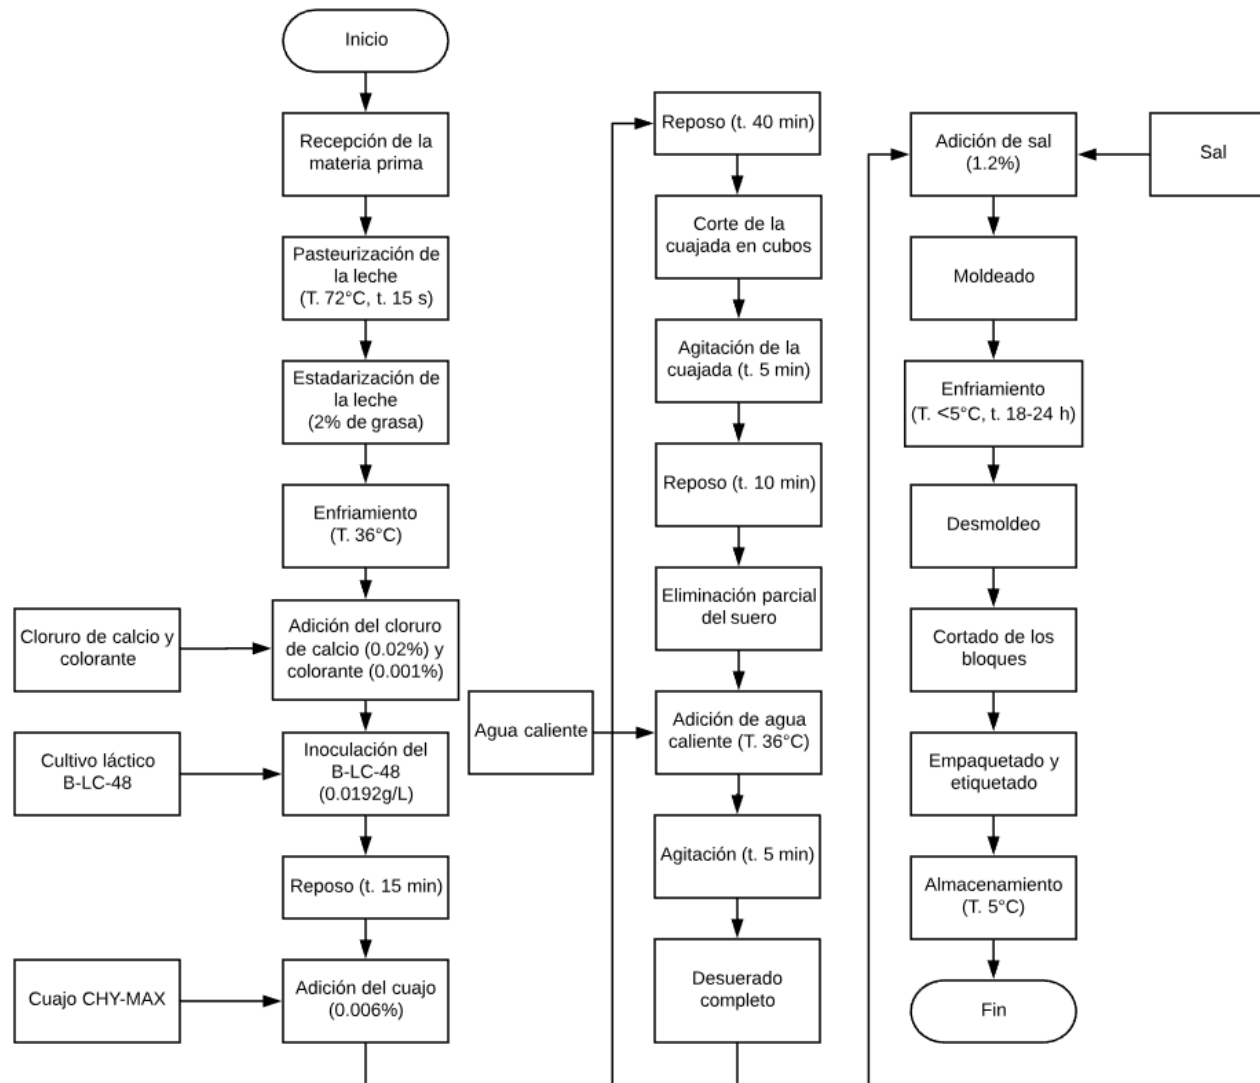 Inicio
Recepción de la
materia prima
Pasteurización de
la leche
(T. 72°C, t. 15 s)
Estadarización de
la leche
(2% de grasa)
Enfriamiento
(T. 36°C)
Cloruro de calcio y
colorante
Adición del cloruro
de calcio (0.02%) y
colorante (0.001%)
Cultivo láctico
B-LC-48
Inoculación del
B-LC-48
(0.0192g/L)
Reposo (t. 15 min)
Cuajo CHY-MAX
Adición del cuajo
(0.006%)
Reposo (t. 40 min)
Corte de la
cuajada en cubos
Agitación de la
cuajada (t. 5 min)
Reposo (t. 10 min)
Eliminación parcial
del suero
Agua caliente
Adición de agua
caliente (T. 36°C)
Agitación (t. 5 min)
Desuerado
completo
Adición de sal
(1.2%)
Sal
Moldeado
Enfriamiento
(T. <5°C, t. 18-24 h)
Desmoldeo
Cortado de los
bloques
Empaquetado y
etiquetado
Almacenamiento
(T. 5°C)
Fin